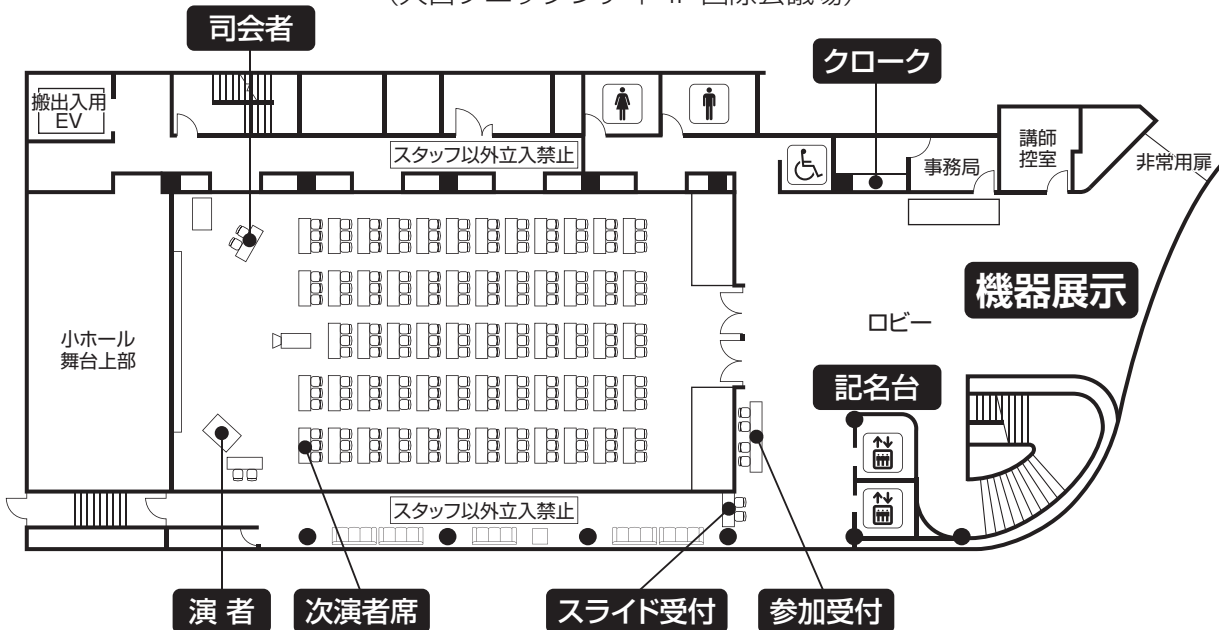 司会者
クローク
搬出入用
EV
スタッフ以外立入禁止
事務局
講師
控室
非常用扉
機器展示
小ホール
舞台上部
ロビー
記名台
スタッフ以外立入禁止
演 者
次演者席
スライド受付
参加受付